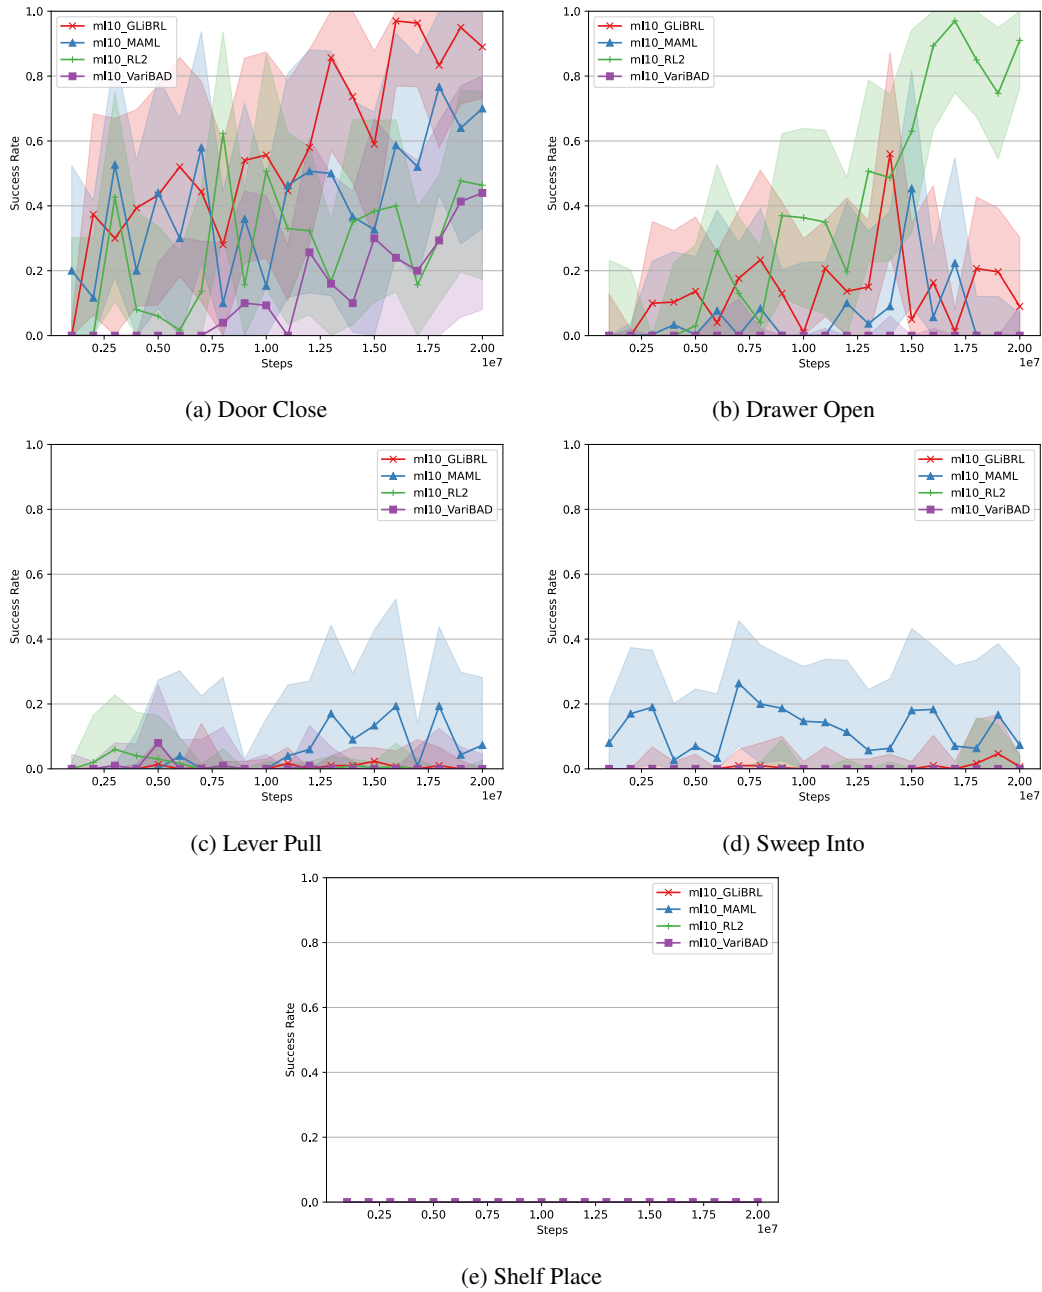 1.0
0.8
0.6
0.4
0.2
0.0
Success Rate
ml10_GLiBRL
ml10_MAML
ml10_RL2
ml10_VariBAD
0.25 0.50 0.75 1.00 1.25 1.50 1.75 2.00
Steps
1e7
(a) Door Close
1.0
0.8
0.6
0.4
0.2
0.0
Success Rate
ml10_GLiBRL
ml10_MAML
ml10_RL2
ml10_VariBAD
0.25 0.50 0.75 1.00 1.25 1.50 1.75 2.00
Steps
1e7
(b) Drawer Open
1.0
0.8
0.6
0.4
0.2
0.0
Success Rate
ml10_GLiBRL
ml10_MAML
ml10_RL2
ml10_VariBAD
0.25 0.50 0.75 1.00 1.25 1.50 1.75 2.00
Steps
1e7
(c) Lever Pull
1.0
0.8
0.6
0.4
0.2
0.0
Success Rate
ml10_GLiBRL
ml10_MAML
ml10_RL2
ml10_VariBAD
0.25 0.50 0.75 1.00 1.25 1.50 1.75 2.00
Steps
1e7
(d) Sweep Into
1.0
0.8
0.6
0.4
0.2
0.0
Success Rate
ml10_GLiBRL
ml10_MAML
ml10_RL2
ml10_VariBAD
0.25 0.50 0.75 1.00 1.25 1.50 1.75 2.00
Steps
1e7
(e) Shelf Place